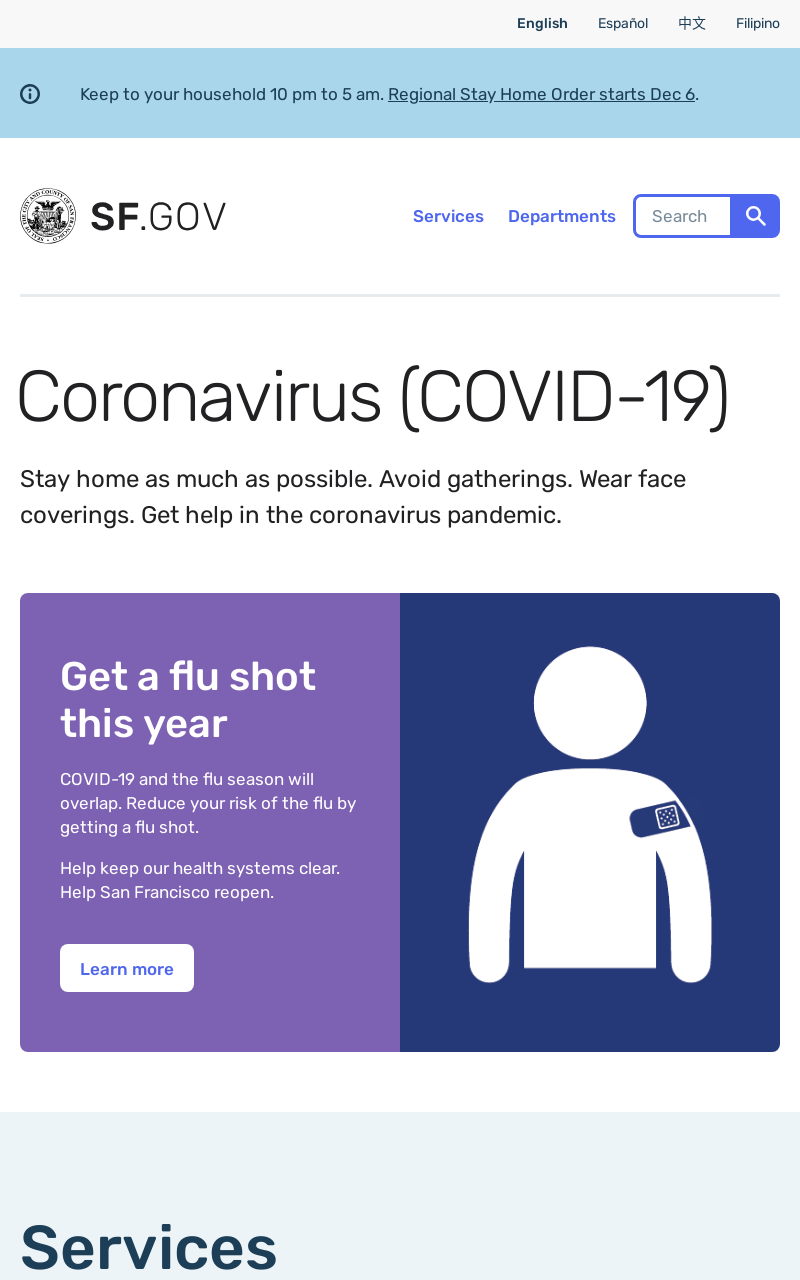 English Español 中文 Filipino
Keep to your household 10 pm to 5 am. Regional Stay Home Order starts Dec 6.
SF.GOV
Services Departments Search
Coronavirus (COVID-19)
Stay home as much as possible. Avoid gatherings. Wear face
coverings. Get help in the coronavirus pandemic.
Get a flu shot
this year
COVID-19 and the flu season will
overlap. Reduce your risk of the flu by
getting a flu shot.
Help keep our health systems clear.
Help San Francisco reopen.
Learn more
Services